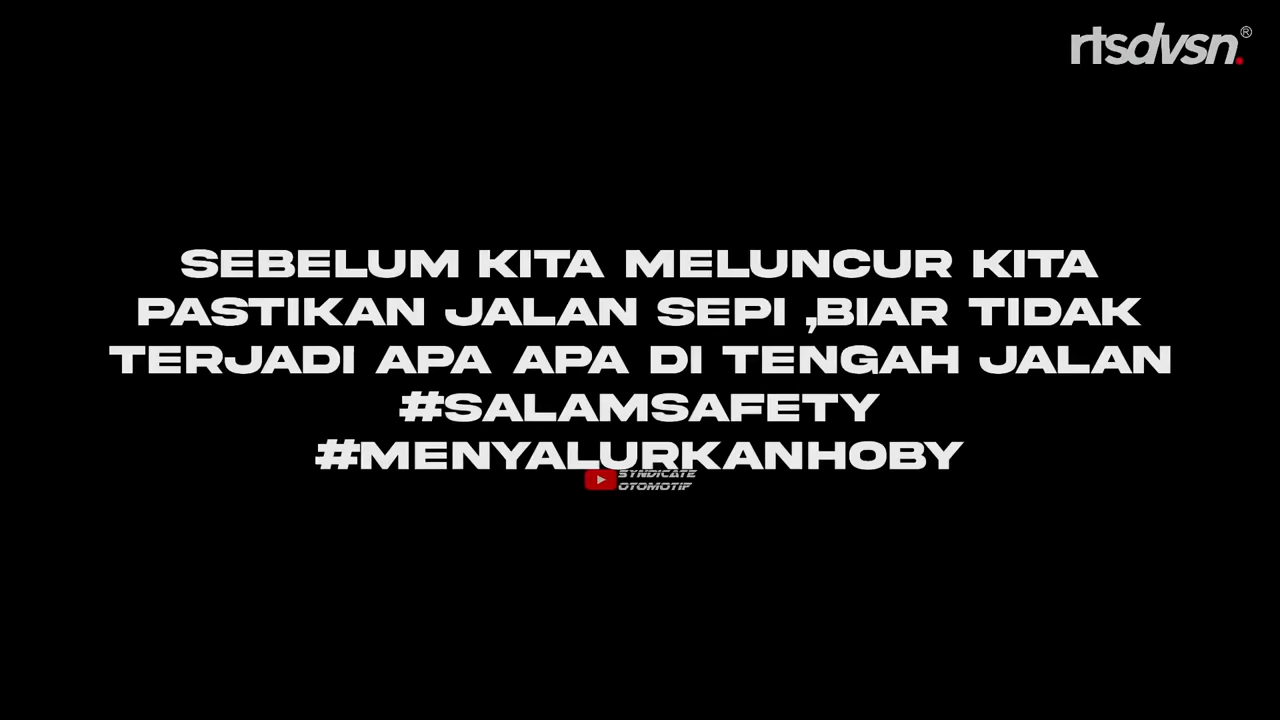 rtsdvsn.®
SEBELUM KITA MELUNCUR KITA
PASTIKAN JALAN SEPI ,BIAR TIDAK
TERJADI APA APA DI TENGAH JALAN
#SALAMSAFETY
#MENYALURKANHOBY
SYNDICATE
OTOMOTIF